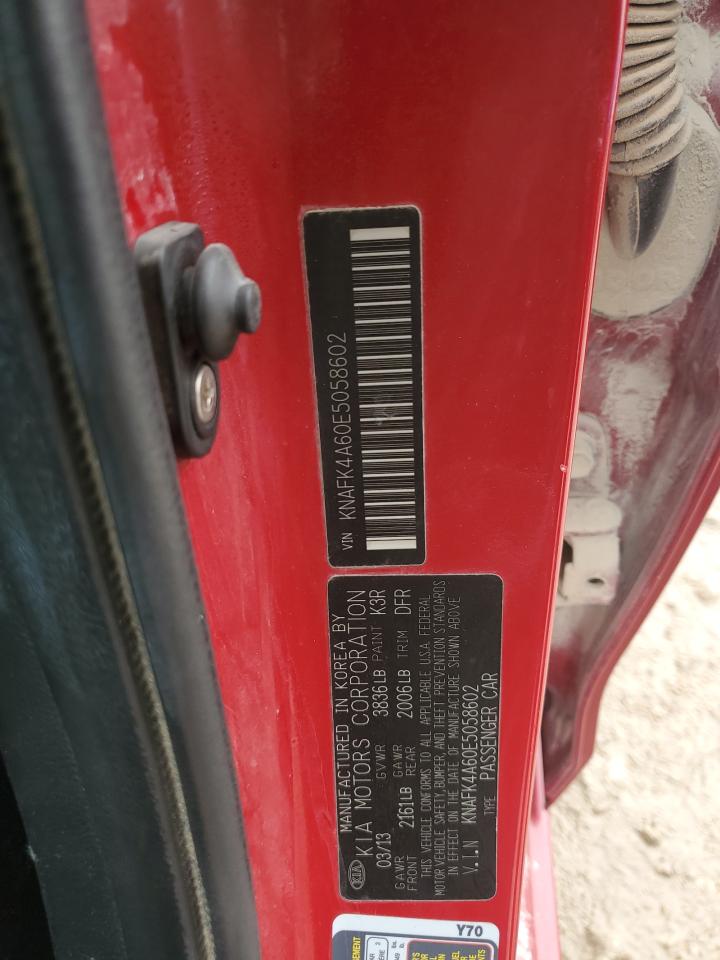 VIN KNAFK4A60E5058602
MANUFACTURED IN KOREA BY
KIA KIA MOTORS CORPORATION
03/13 GVWR 3836LB PAINT K3R
GAWR FRONT 2161LB GAWR REAR 2006LB TRIM DFR
THIS VEHICLE CONFORMS TO ALL APPLICABLE U.S.A. FEDERAL
MOTOR VEHICLE SAFETY, BUMPER, AND THEFT PREVENTION STANDARDS
IN EFFECT ON THE DATE OF MANUFACTURE SHOWN ABOVE
V.I.N KNAFK4A60E5058602
TYPE PASSENGER CAR
Y70